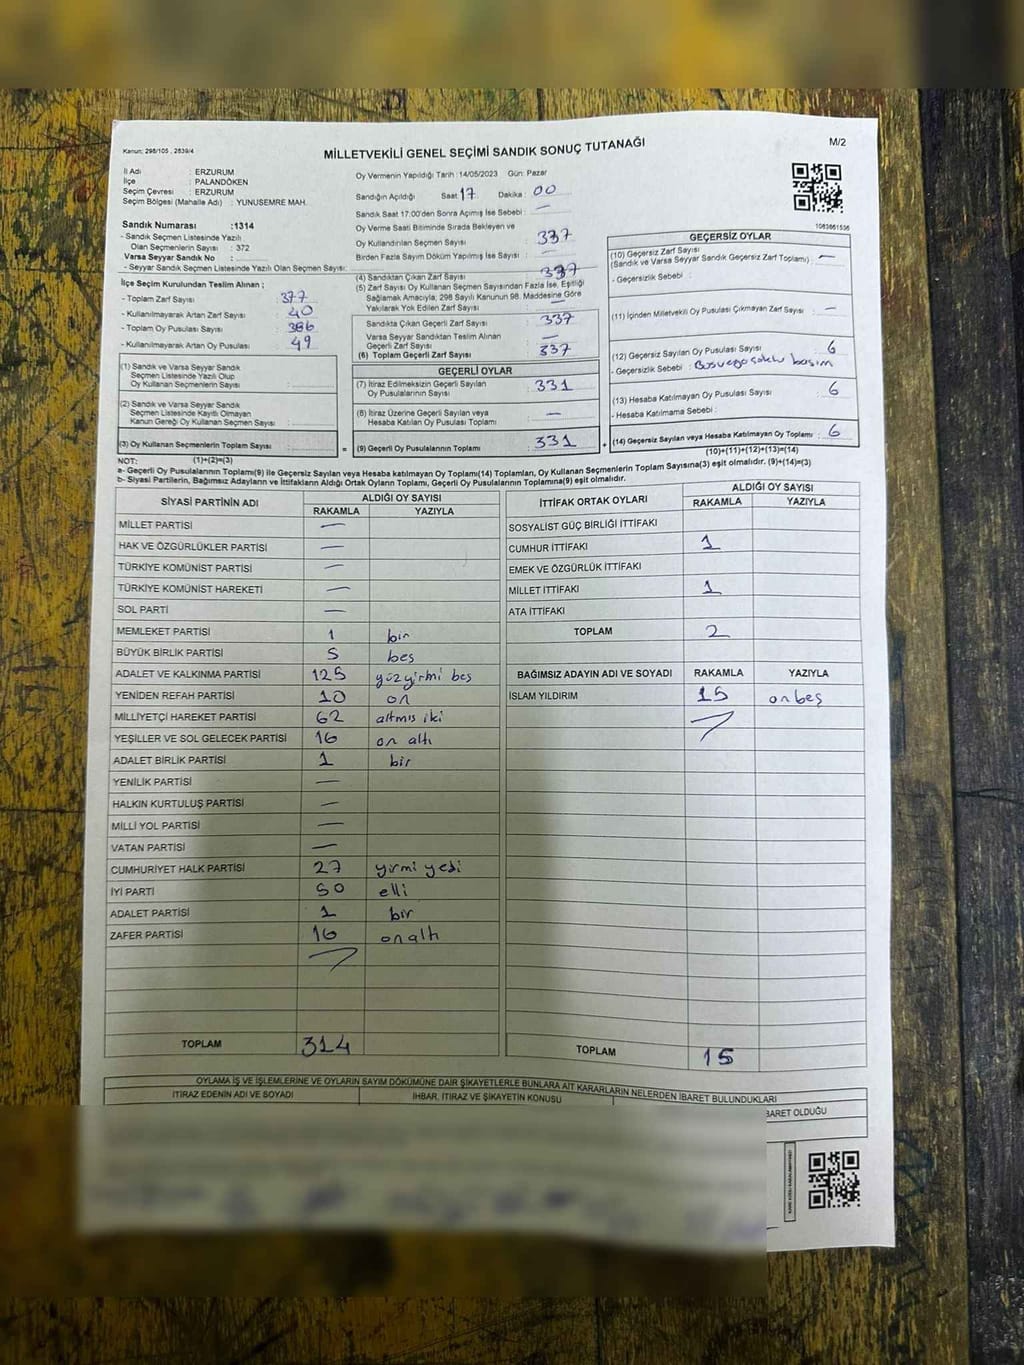 Kanun: 298/105 , 2839/4
MİLLETVEKİLİ GENEL SEÇİMİ SANDIK SONUÇ TUTANAĞI
M/2
İl Adı : ERZURUM
İlçe : PALANDÖKEN
Seçim Çevresi : ERZURUM
Seçim Bölgesi (Mahalle Adı) : YUNUSEMRE MAH.
Sandık Numarası :1314
- Sandık Seçmen Listesinde Yazılı
Olan Seçmenlerin Sayısı : 372
Varsa Seyyar Sandık No :
- Seyyar Sandık Seçmen Listesinde Yazılı Olan Seçmen Sayısı:
İlçe Seçim Kurulundan Teslim Alınan ;
- Toplam Zarf Sayısı : 377
- Kullanılmayarak Artan Zarf Sayısı : 40
- Toplam Oy Pusulası Sayısı : 386
- Kullanılmayarak Artan Oy Pusulası : 49
(1) Sandık ve Varsa Seyyar Sandık
Seçmen Listesinde Yazılı Olup
Oy Kullanan Seçmenlerin Sayısı :
(2) Sandık ve Varsa Seyyar Sandık
Seçmen Listesinde Kayıtlı Olmayan
Kanun Gereği Oy Kullanan Seçmen Sayısı :
(3) Oy Kullanan Seçmenlerin Toplam Sayısı
Oy Vermenin Yapıldığı Tarih :14/05/2023 Gün: Pazar
Sandığın Açıldığı Saat : 17 Dakika : 00
Sandık Saat 17.00'den Sonra Açılmış İse Sebebi : —
Oy Verme Saati Bitiminde Sırada Bekleyen ve
Oy Kullandırılan Seçmen Sayısı : 337
Birden Fazla Sayım Döküm Yapılmış İse Sayısı : —
(4) Sandıktan Çıkan Zarf Sayısı : 337
(5) Zarf Sayısı Oy Kullanan Seçmen Sayısından Fazla İse, Eşitliği
Sağlamak Amacıyla; 298 Sayılı Kanunun 98. Maddesine Göre
Yakılarak Yok Edilen Zarf Sayısı : —
Sandıkta Çıkan Geçerli Zarf Sayısı : 337
Varsa Seyyar Sandıktan Teslim Alınan
Geçerli Zarf Sayısı : —
(6) Toplam Geçerli Zarf Sayısı : 337
GEÇERLİ OYLAR
(7) İtiraz Edilmeksizin Geçerli Sayılan
Oy Pusulalarının Sayısı : 331
(8) İtiraz Üzerine Geçerli Sayılan veya
Hesaba Katılan Oy Pusulası Toplamı : —
= (9) Geçerli Oy Pusulalarının Toplamı : 331
1063661536
GEÇERSİZ OYLAR
(10) Geçersiz Zarf Sayısı
(Sandık ve Varsa Seyyar Sandık Geçersiz Zarf Toplamı) : —
- Geçersizlik Sebebi :
(11) İçinden Milletvekili Oy Pusulası Çıkmayan Zarf Sayısı : —
(12) Geçersiz Sayılan Oy Pusulası Sayısı : 6
- Geçersizlik Sebebi : basım
(13) Hesaba Katılmayan Oy Pusulası Sayısı : 6
- Hesaba Katılmama Sebebi :
+ (14) Geçersiz Sayılan veya Hesaba Katılmayan Oy Toplamı : 6
NOT: (1)+(2)=(3) (10)+(11)+(12)+(13)=(14)
a- Geçerli Oy Pusulalarının Toplamı(9) ile Geçersiz Sayılan veya Hesaba katılmayan Oy Toplamı(14) Toplamları, Oy Kullanan Seçmenlerin Toplam Sayısına(3) eşit olmalıdır. (9)+(14)=(3)
b- Siyasi Partilerin, Bağımsız Adayların ve İttifakların Aldığı Ortak Oyların Toplamı, Geçerli Oy Pusulalarının Toplamına(9) eşit olmalıdır.
SİYASİ PARTİNİN ADI ALDIĞI OY SAYISI
RAKAMLA YAZIYLA
MİLLET PARTİSİ —
HAK VE ÖZGÜRLÜKLER PARTİSİ —
TÜRKİYE KOMÜNİST PARTİSİ —
TÜRKİYE KOMÜNİST HAREKETİ —
SOL PARTİ —
MEMLEKET PARTİSİ 1 bir
BÜYÜK BİRLİK PARTİSİ 5 beş
ADALET VE KALKINMA PARTİSİ 125 yüzyirmi beş
YENİDEN REFAH PARTİSİ 10 on
MİLLİYETÇİ HAREKET PARTİSİ 62 altmış iki
YEŞİLLER VE SOL GELECEK PARTİSİ 16 on altı
ADALET BİRLİK PARTİSİ 1 bir
YENİLİK PARTİSİ —
HALKIN KURTULUŞ PARTİSİ —
MİLLİ YOL PARTİSİ —
VATAN PARTİSİ —
CUMHURİYET HALK PARTİSİ 27 yirmi yedi
İYİ PARTİ 50 elli
ADALET PARTİSİ 1 bir
ZAFER PARTİSİ 16 onaltı
TOPLAM 314
İTTİFAK ORTAK OYLARI ALDIĞI OY SAYISI
RAKAMLA YAZIYLA
SOSYALİST GÜÇ BİRLİĞİ İTTİFAKI
CUMHUR İTTİFAKI 1
EMEK VE ÖZGÜRLÜK İTTİFAKI
MİLLET İTTİFAKI 1
ATA İTTİFAKI
TOPLAM 2
BAĞIMSIZ ADAYIN ADI VE SOYADI RAKAMLA YAZIYLA
İSLAM YILDIRIM 15 onbeş
TOPLAM 15
OYLAMA İŞ VE İŞLEMLERİNE VE OYLARIN SAYIM DÖKÜMÜNE DAİR ŞİKAYETLERLE BUNLARA AİT KARARLARIN NELERDEN İBARET BULUNDUKLARI
İTİRAZ EDENİN ADI VE SOYADI İHBAR, İTİRAZ VE ŞİKAYETİN KONUSU
BARET OLDUĞU